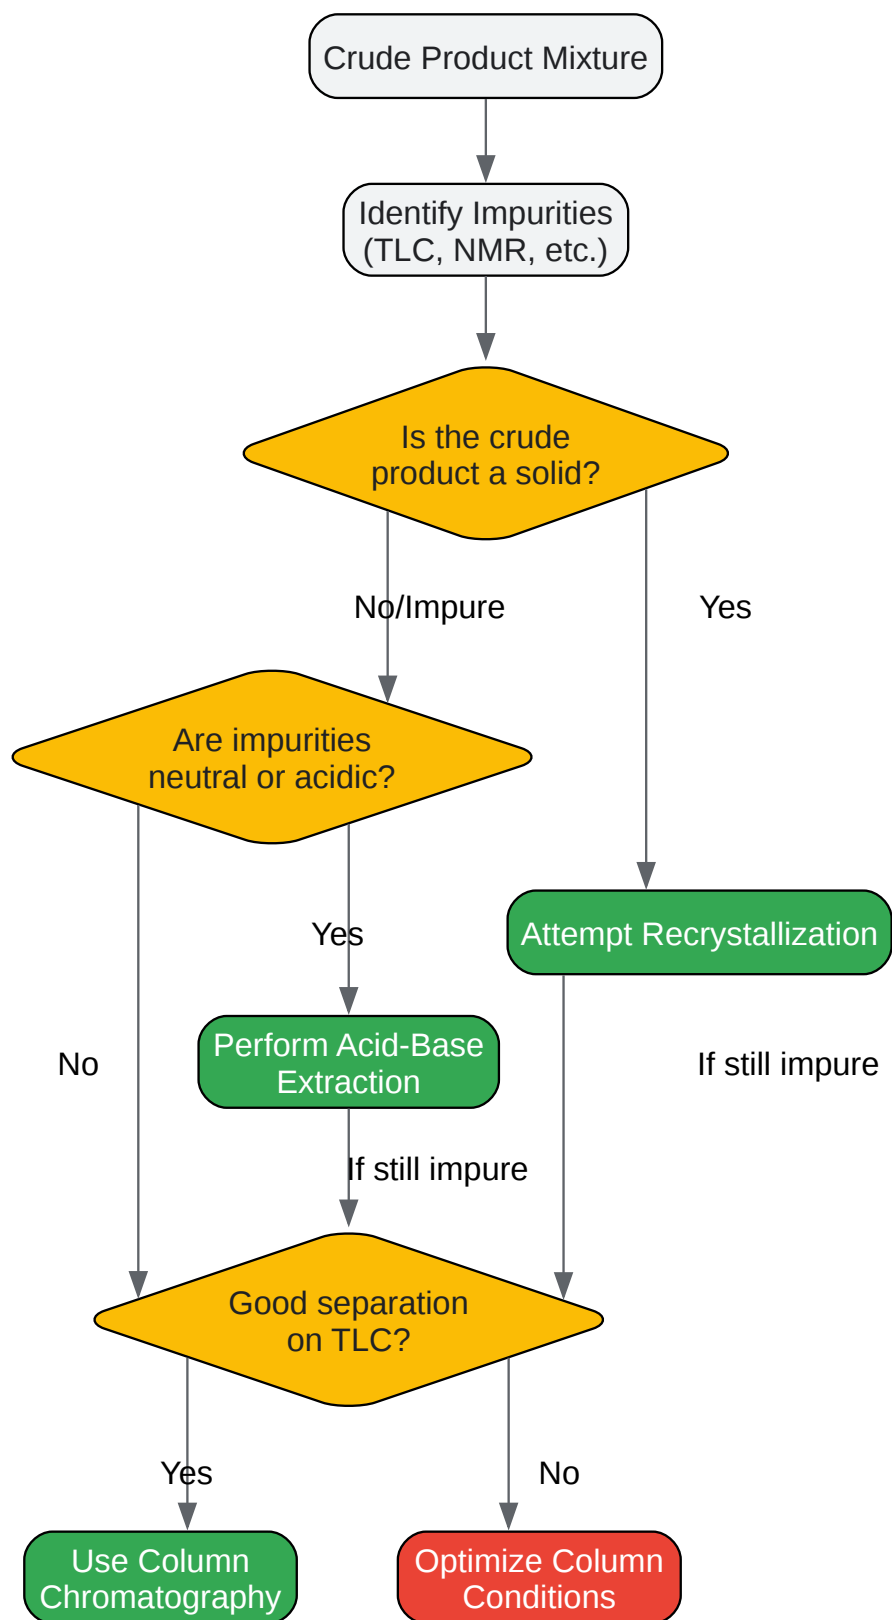 Crude Product Mixture
Identify Impurities
(TLC, NMR, etc.)
Is the crude
product a solid?
No/Impure
Yes
Are impurities
neutral or acidic?
Yes
Attempt Recrystallization
No
Perform Acid-Base
Extraction
If still impure
If still impure
Good separation
on TLC?
Yes
No
Use Column
Chromatography
Optimize Column
Conditions